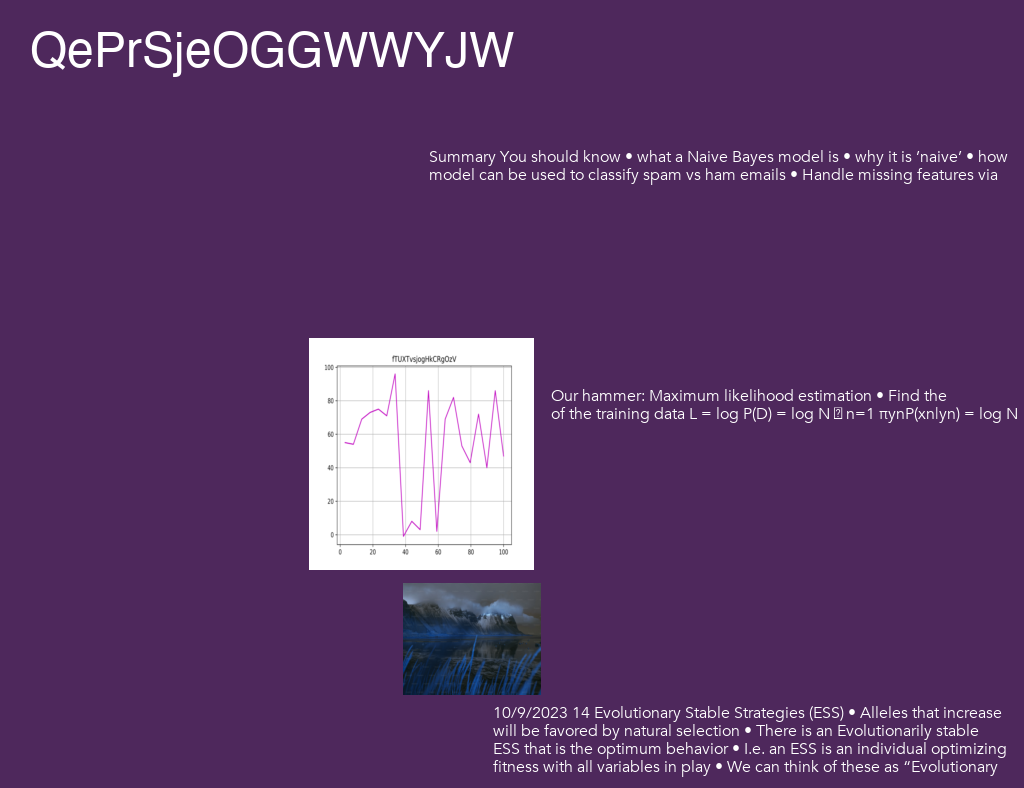 QePrSjeOGGWWYJW
Summary You should know • what a Naive Bayes model is • why it is ‘naive’ • how
model can be used to classify spam vs ham emails • Handle missing features via
fTUXTvsjogHkCRgOzV
100
80
60
40
20
0
0 20 40 60 80 100
Our hammer: Maximum likelihood estimation • Find the
of the training data L = log P(D) = log N � n=1 πynP(xnlyn) = log N
10/9/2023 14 Evolutionary Stable Strategies (ESS) • Alleles that increase
will be favored by natural selection • There is an Evolutionarily stable
ESS that is the optimum behavior • I.e. an ESS is an individual optimizing
fitness with all variables in play • We can think of these as “Evolutionary